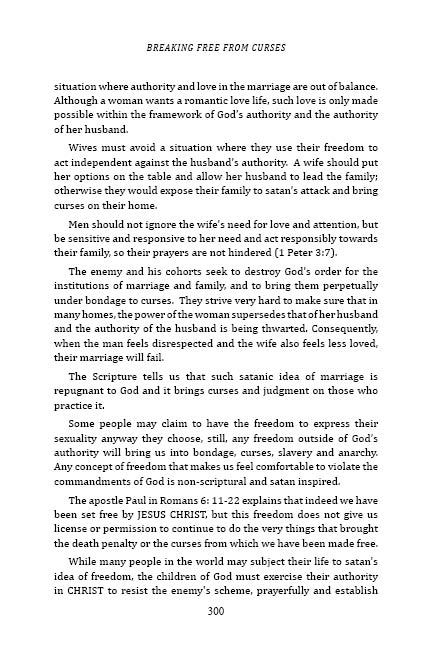 BREAKING FREE FROM CURSES
situation where authority and love in the marriage are out of balance.
Although a woman wants a romantic love life, such love is only made
possible within the framework of God's authority and the authority
of her husband.
Wives must avoid a situation where they use their freedom to
act independent against the husband's authority.  A wife should put
her options on the table and allow her husband to lead the family;
otherwise they would expose their family to satan's attack and bring
curses on their home.
Men should not ignore the wife's need for love and attention, but
be sensitive and responsive to her need and act responsibly towards
their family, so their prayers are not hindered (1 Peter 3:7).
The enemy and his cohorts seek to destroy God's order for the
institutions of marriage and family, and to bring them perpetually
under bondage to curses.  They strive very hard to make sure that in
many homes, the power of the woman supersedes that of her husband
and the authority of the husband is being thwarted. Consequently,
when the man feels disrespected and the wife also feels less loved,
their marriage will fail.
The Scripture tells us that such satanic idea of marriage is
repugnant to God and it brings curses and judgment on those who
practice it.
Some people may claim to have the freedom to express their
sexuality anyway they choose, still, any freedom outside of God's
authority will bring us into bondage, curses, slavery and anarchy.
Any concept of freedom that makes us feel comfortable to violate the
commandments of God is non-scriptural and satan inspired.
The apostle Paul in Romans 6: 11-22 explains that indeed we have
been set free by JESUS CHRIST, but this freedom does not give us
license or permission to continue to do the very things that brought
the death penalty or the curses from which we have been made free.
While many people in the world may subject their life to satan's
idea of freedom, the children of God must exercise their authority
in CHRIST to resist the enemy's scheme, prayerfully and establish
300